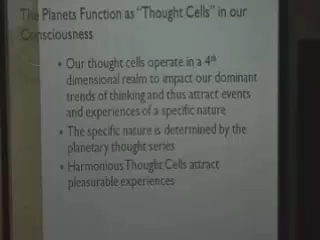 The Planets Function as "Thought Cells" in our
Consciousness
• Our thought cells operate in a 4th
dimensional realm to impact our dominant
trends of thinking and thus attract events
and experiences of a specific nature
• The specific nature is determined by the
planetary thought series
• Harmonious Thought Cells attract
pleasurable experiences